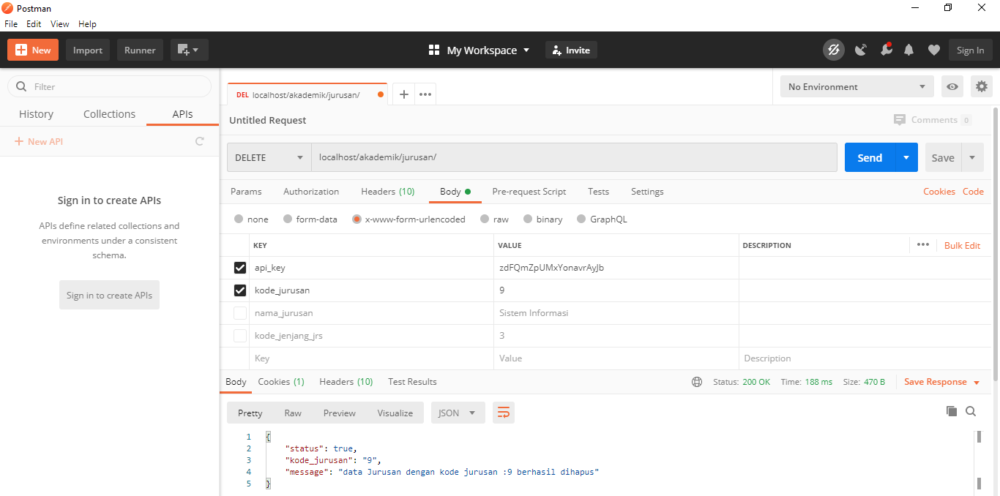 Postman
File Edit View Help
New Import Runner My Workspace Invite Sign In
Filter
History Collections APIs
New API
Sign in to create APIs
APIs define related collections and
environments under a consistent
schema.
Sign in to create APIs
DEL localhost/akademik/jurusan/
No Environment
Untitled Request
Comments 0
DELETE localhost/akademik/jurusan/ Send Save
Params Authorization Headers (10) Body Pre-request Script Tests Settings Cookies Code
none form-data x-www-form-urlencoded raw binary GraphQL
KEY VALUE DESCRIPTION Bulk Edit
api_key zdFQmZpUMxYonavrAyJb
kode_jurusan 9
nama_jurusan Sistem Informasi
kode_jenjang_jrs 3
Key Value Description
Body Cookies (1) Headers (10) Test Results Status: 200 OK Time: 188 ms Size: 470 B Save Response
Pretty Raw Preview Visualize JSON
1 {
2 "status": true,
3 "kode_jurusan": "9",
4 "message": "data Jurusan dengan kode jurusan :9 berhasil dihapus"
5 }